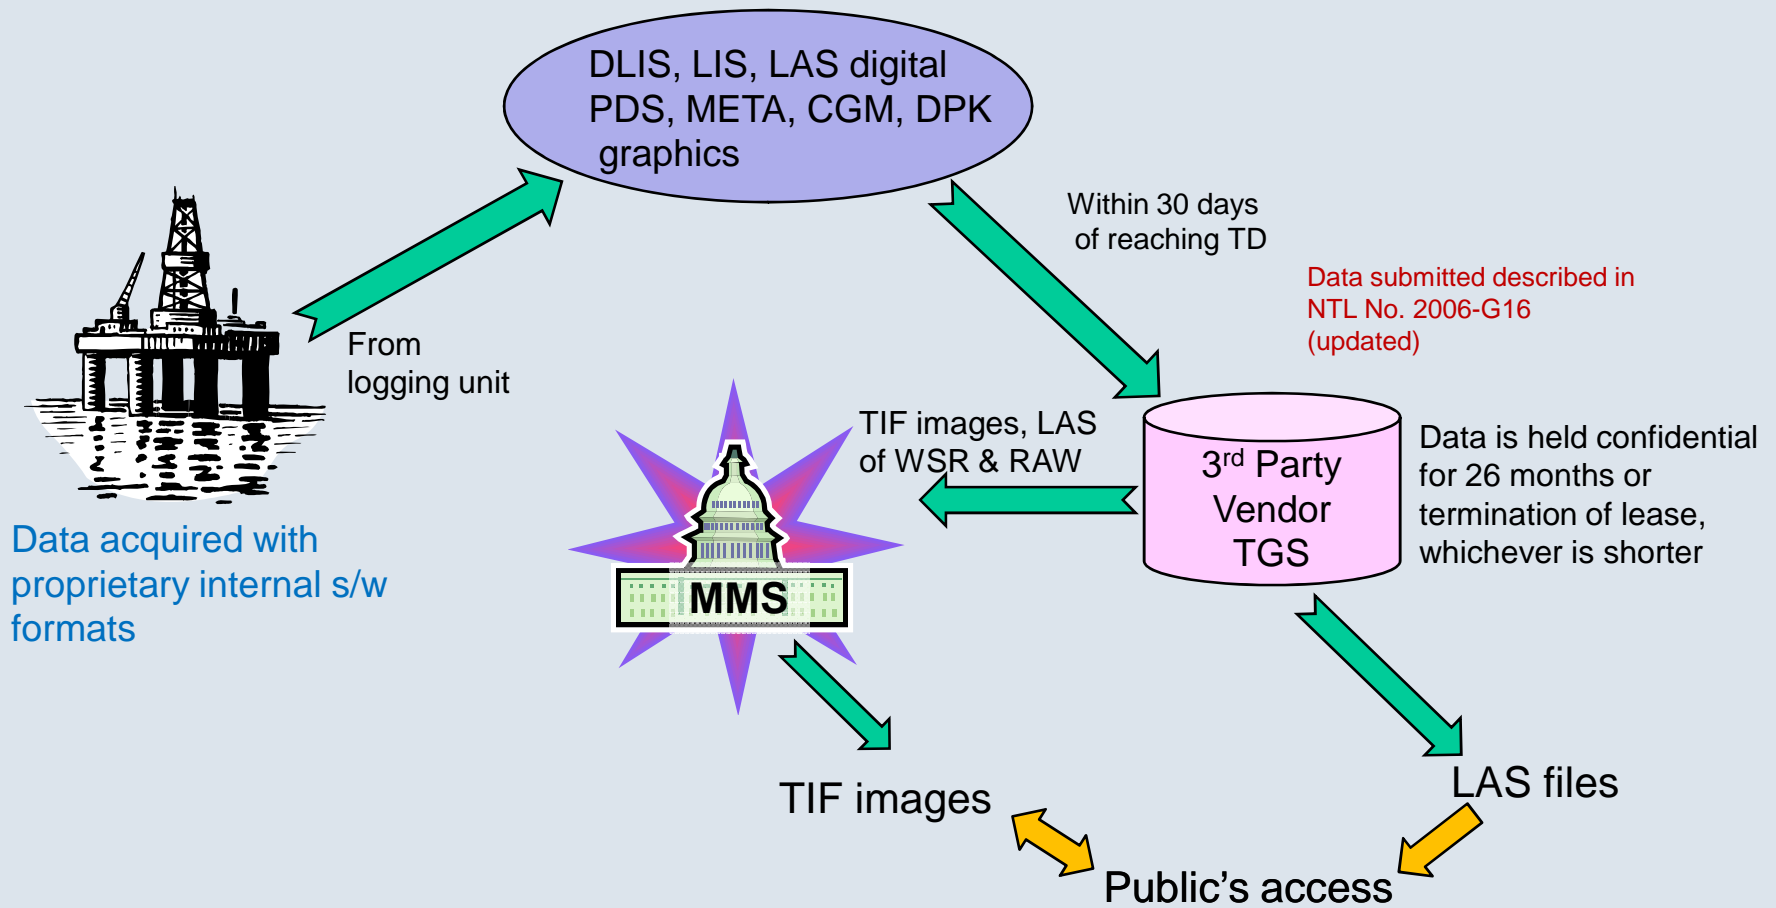 DLIS, LIS, LAS digital
PDS, META, CGM, DPK
graphics
Within 30 days
of reaching TD
Data submitted described in
NTL No. 2006-G16
(updated)
From
logging unit
TIF images, LAS
of WSR & RAW
3rd Party
Vendor
TGS
Data is held confidential
for 26 months or
termination of lease,
whichever is shorter
Data acquired with
proprietary internal s/w
formats
MMS
TIF images
LAS files
Public's access